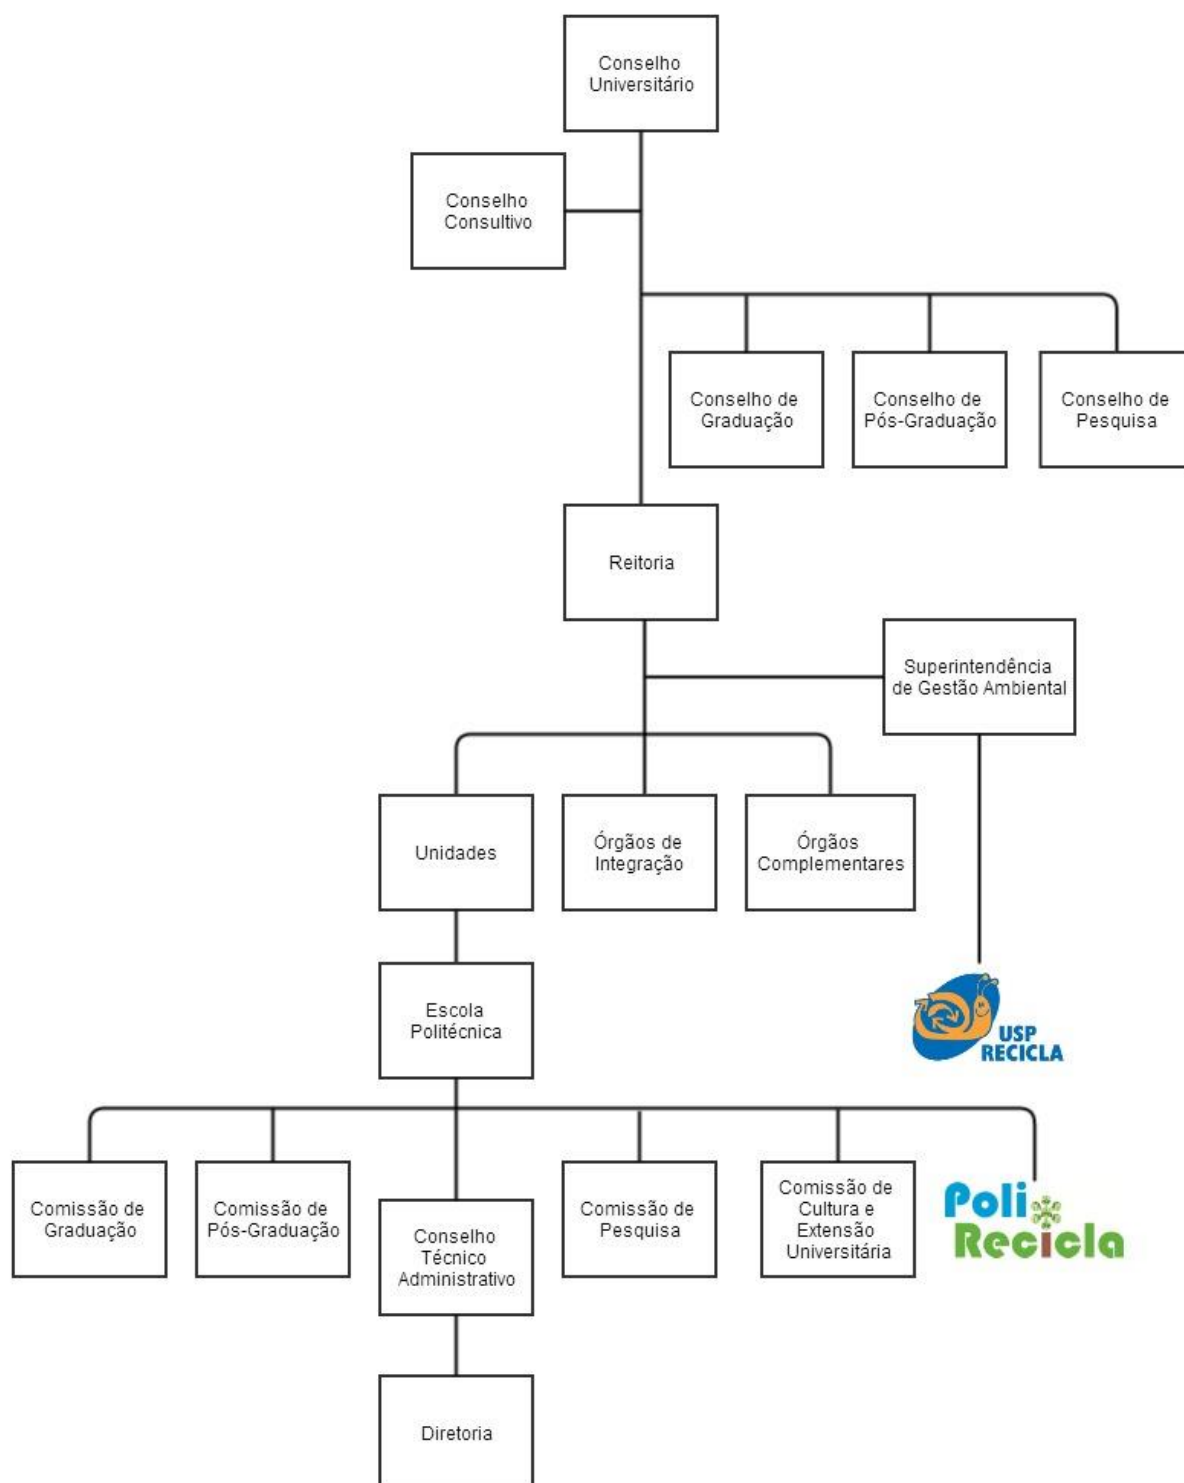 Conselho
Universitário
Conselho
Consultivo
Conselho de
Graduação
Conselho de
Pós-Graduação
Conselho de
Pesquisa
Reitoria
Superintendência
de Gestão Ambiental
Unidades
Órgãos de
Integração
Órgãos
Complementares
Escola
Politécnica
USP
RECICLA
Comissão de
Graduação
Comissão de
Pós-Graduação
Conselho
Técnico
Administrativo
Comissão de
Pesquisa
Comissão de
Cultura e
Extensão
Universitária
Poli
Recicla
Diretoria